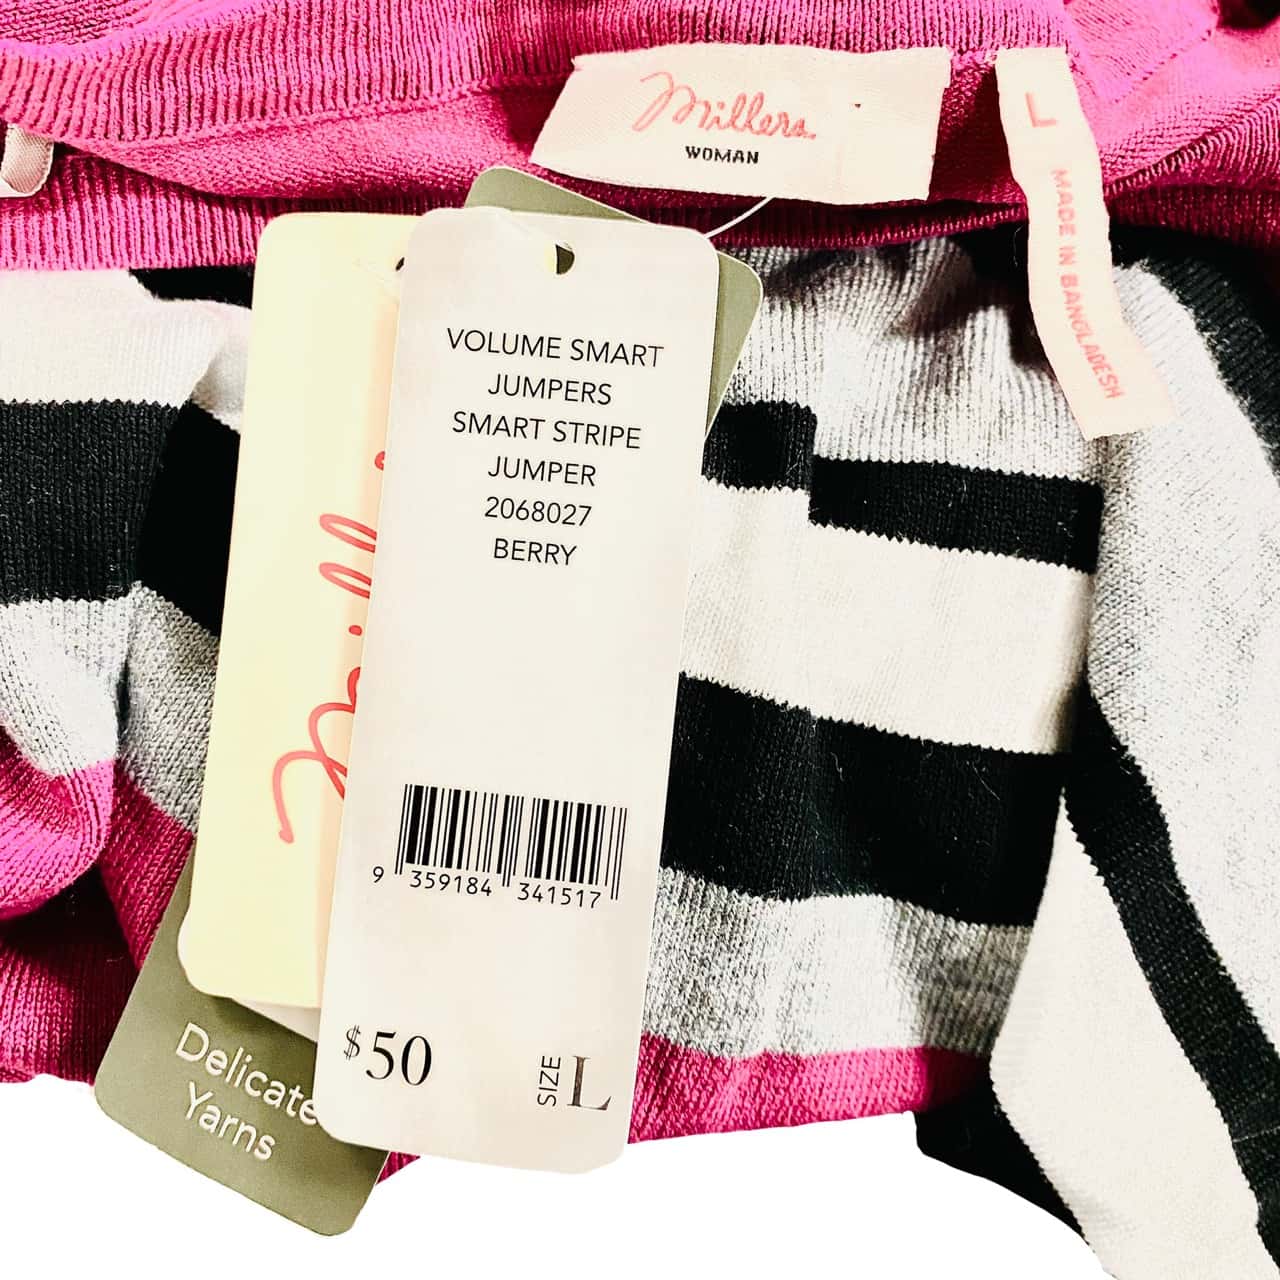 Millers
WOMAN
L
MADE IN BANGLADESH
VOLUME SMART
JUMPERS
SMART STRIPE
JUMPER
2068027
BERRY
9 359184 341517
$50
SIZE L
Delicate
Yarns